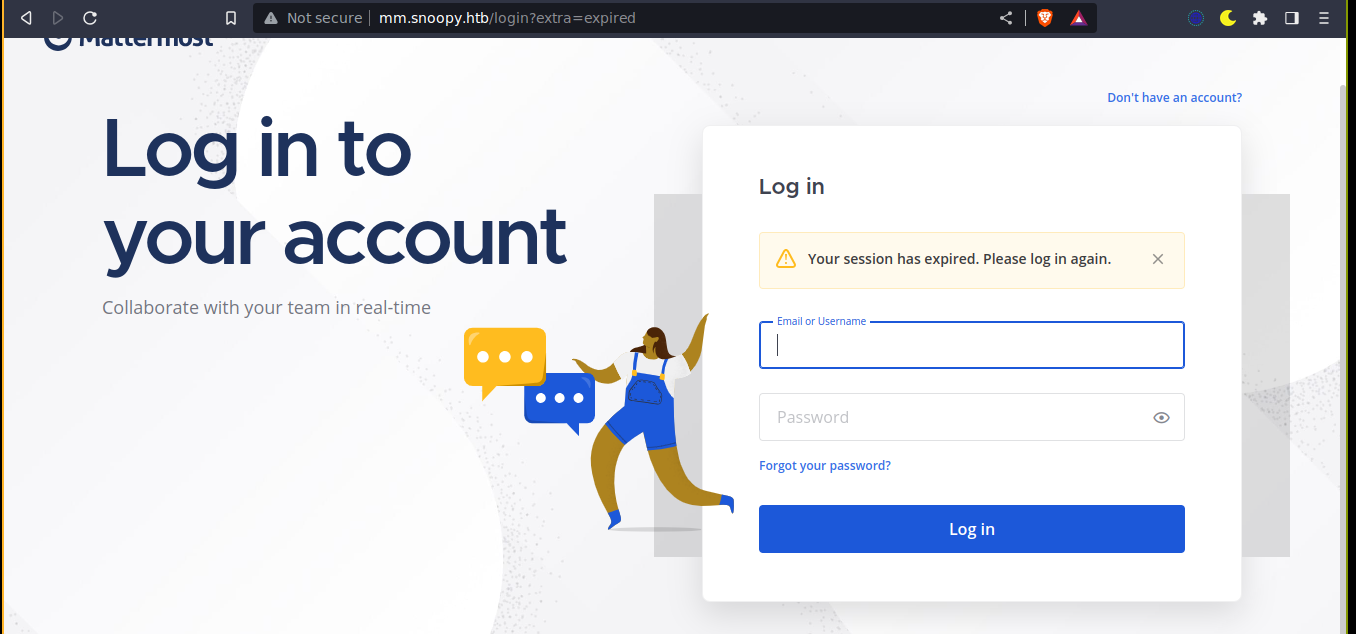 Not secure
mm.snoopy.htb/login?extra=expired
Mattermost
Don't have an account?
Log in to
your account
Collaborate with your team in real-time
Log in
Your session has expired. Please log in again.
Email or Username
Password
Forgot your password?
Log in